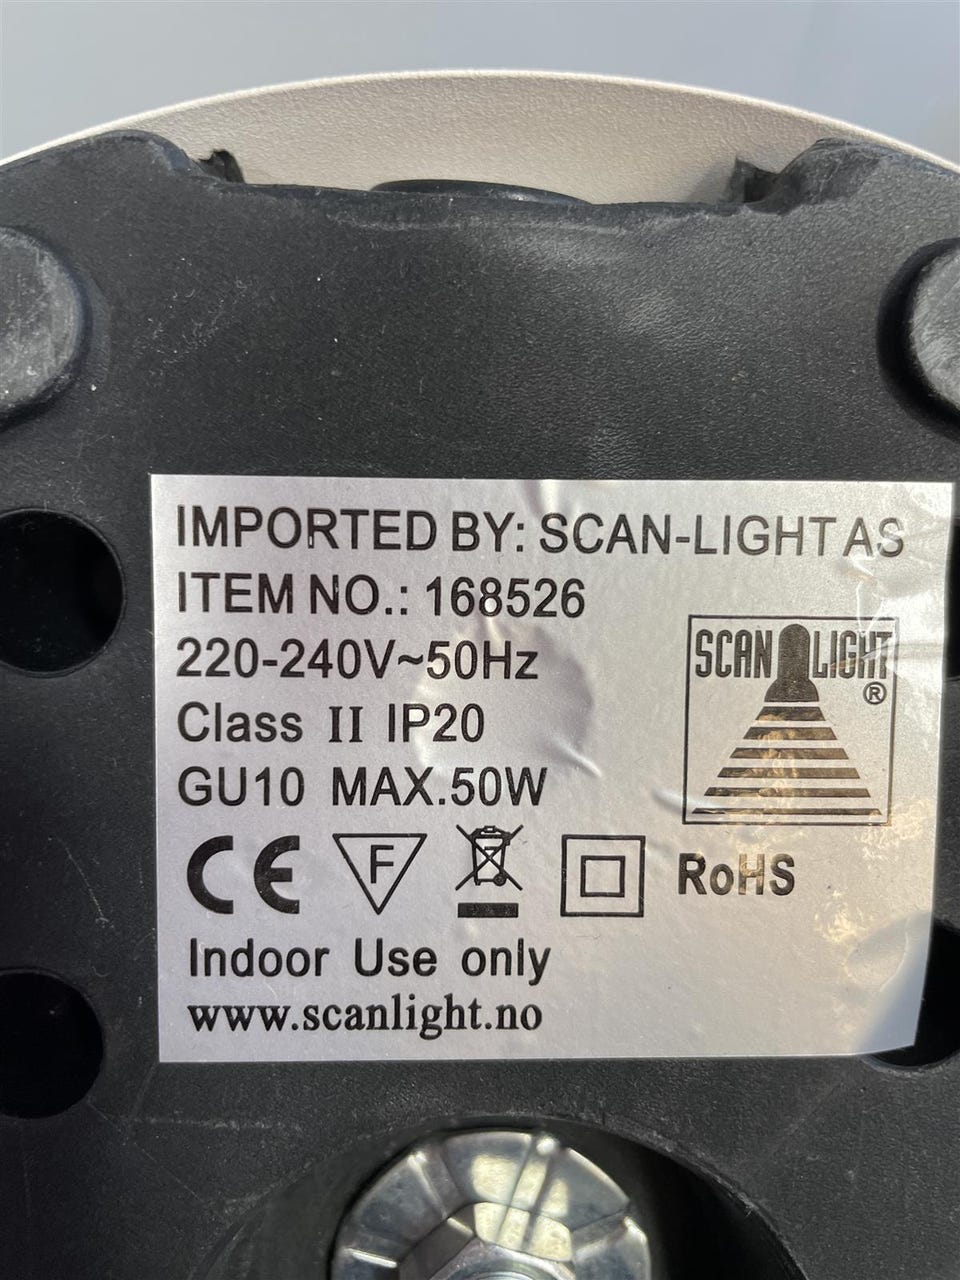 IMPORTED BY: SCAN-LIGHT AS
ITEM NO.: 168526
220-240V~50Hz
SCAN LIGHT
®
Class II IP20
GU10 MAX.50W
CE F RoHS
Indoor Use only
www.scanlight.no